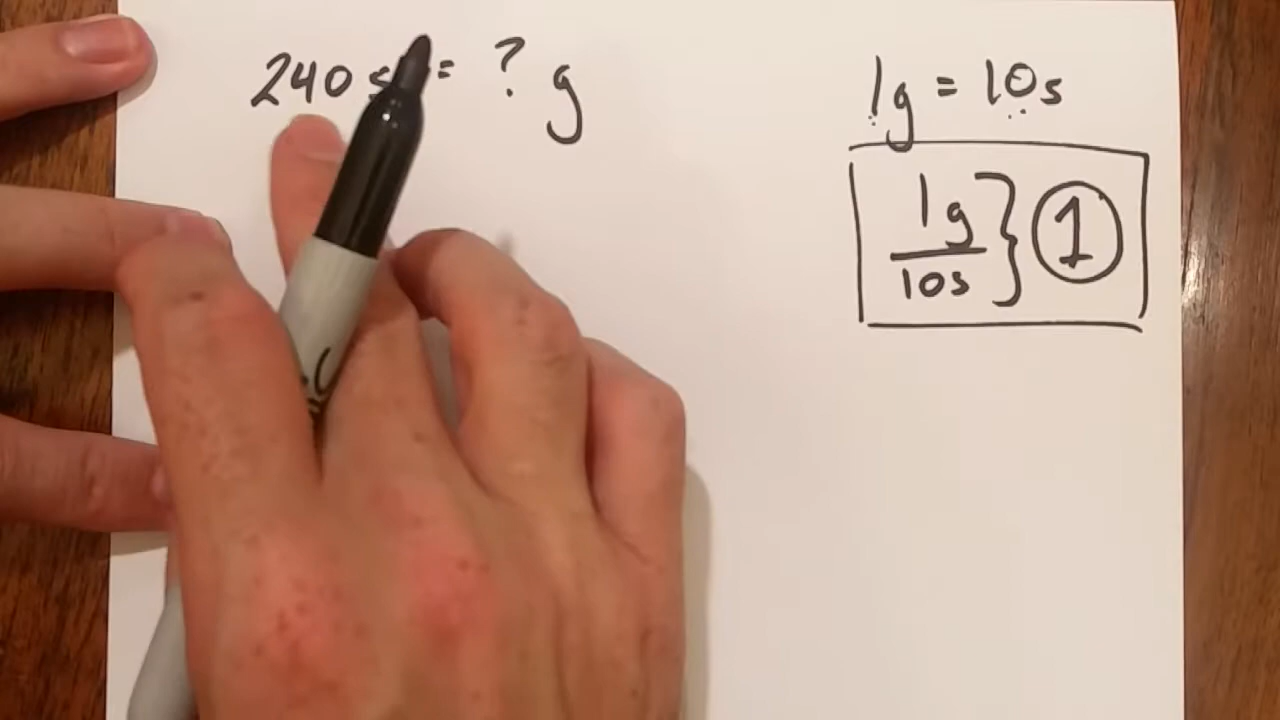 240 s = ? g
1g = 10s
1g
10s
1